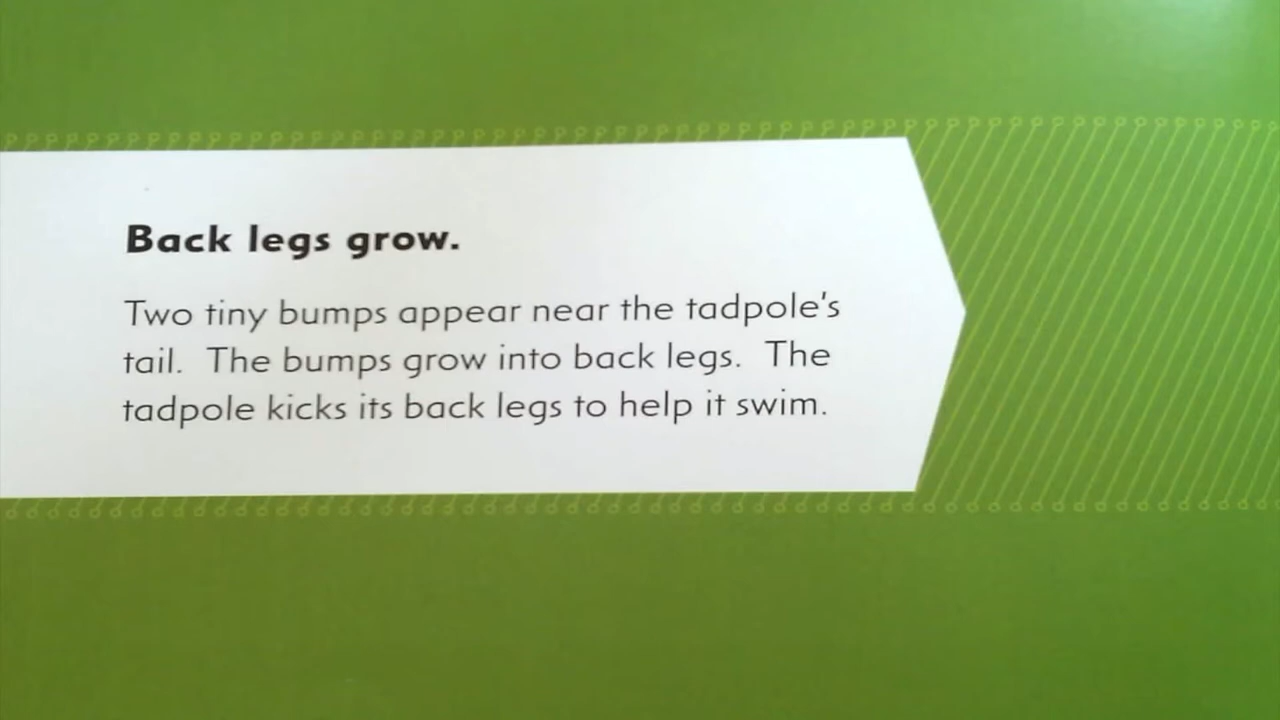 Back legs grow.
Two tiny bumps appear near the tadpole's
tail.  The bumps grow into back legs.  The
tadpole kicks its back legs to help it swim.